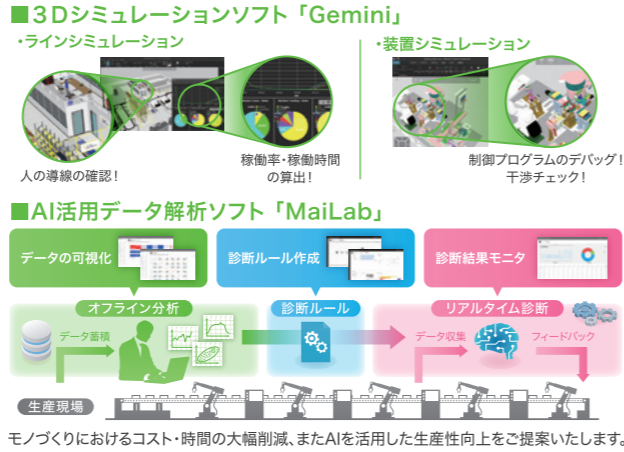 ■3Dシミュレーションソフト「Gemini」
・ラインシミュレーション
・装置シミュレーション
人の導線の確認！
稼働率・稼働時間
の算出！
制御プログラムのデバッグ！
干渉チェック！
■AI活用データ解析ソフト「MaiLab」
データの可視化
診断ルール作成
診断結果モニタ
オフライン分析
診断ルール
リアルタイム診断
データ蓄積
データ収集
フィードバック
生産現場
モノづくりにおけるコスト・時間の大幅削減、またAIを活用した生産性向上をご提案いたします。